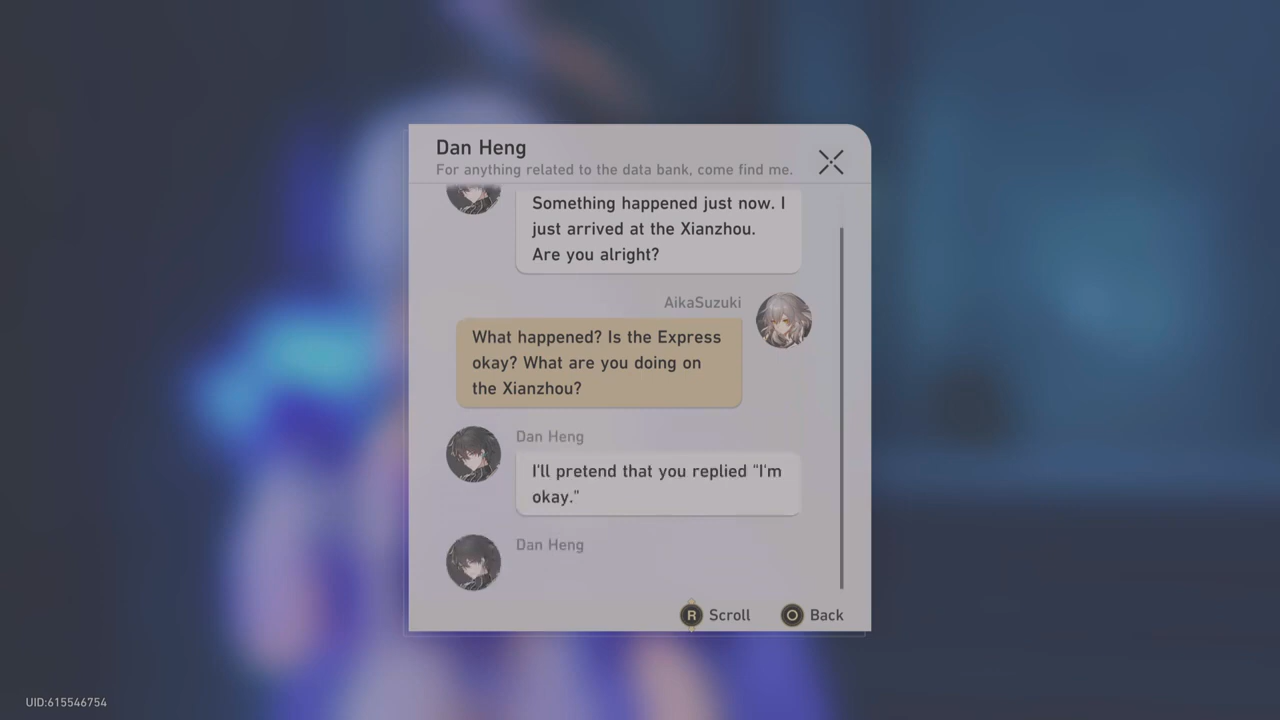 Dan Heng
For anything related to the data bank, come find me.
Something happened just now. I
just arrived at the Xianzhou.
Are you alright?
AikaSuzuki
What happened? Is the Express
okay? What are you doing on
the Xianzhou?
Dan Heng
I'll pretend that you replied "I'm
okay."
Dan Heng
R Scroll
Back
UID:615546754